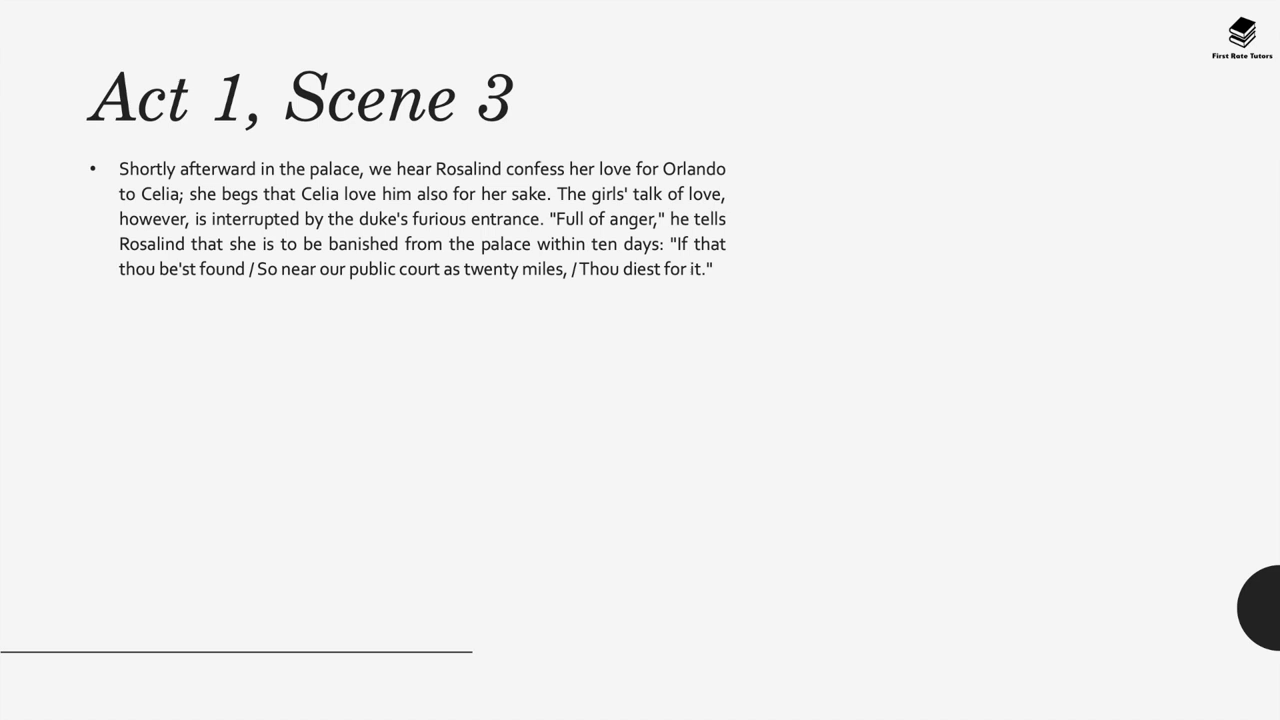 First Rate Tutors
Act 1, Scene 3
• Shortly afterward in the palace, we hear Rosalind confess her love for Orlando
to Celia; she begs that Celia love him also for her sake. The girls' talk of love,
however, is interrupted by the duke's furious entrance. "Full of anger," he tells
Rosalind that she is to be banished from the palace within ten days: "If that
thou be'st found / So near our public court as twenty miles, / Thou diest for it."